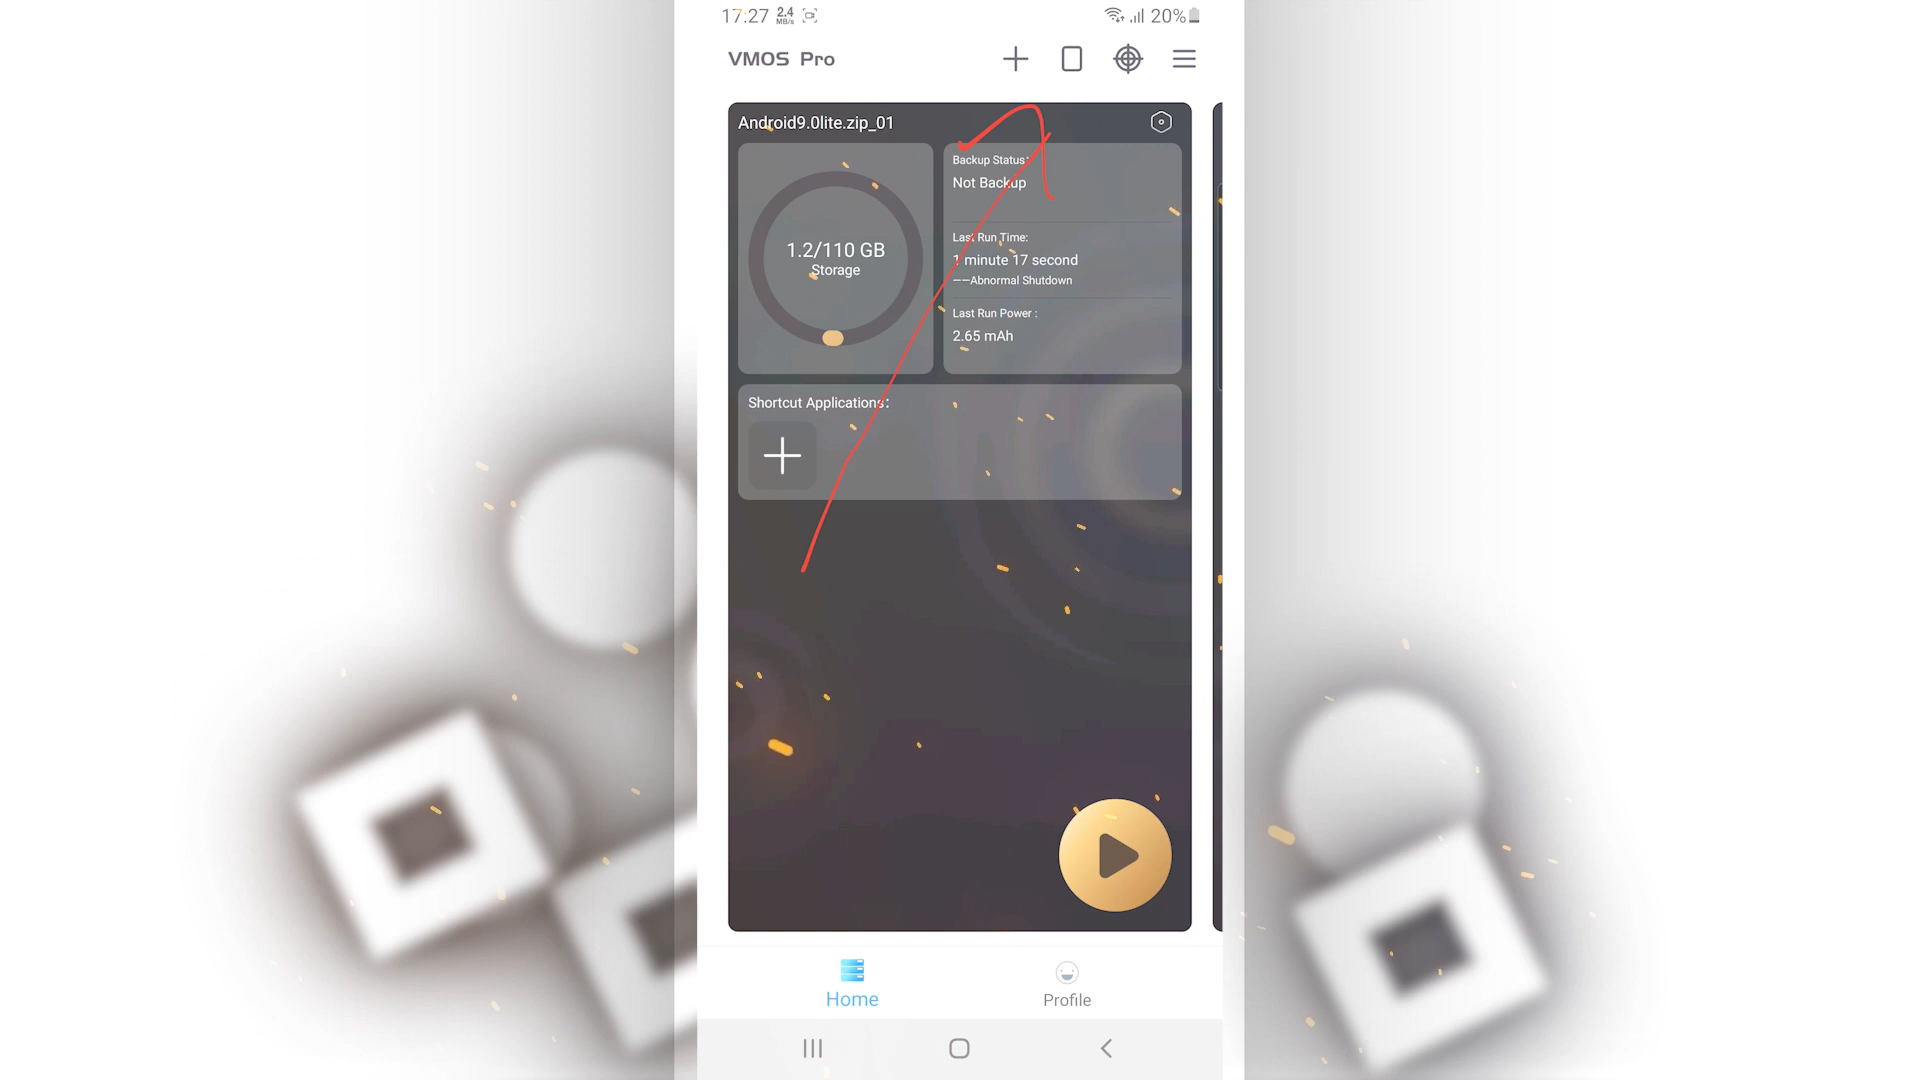 17:27 2.4 MB/s 20%
VMOS Pro
Android9.0lite.zip_01
1.2/110 GB
Storage
Backup Status:
Not Backup
Last Run Time:
1 minute 17 second
——Abnormal Shutdown
Last Run Power :
2.65 mAh
Shortcut Applications:
Home
Profile